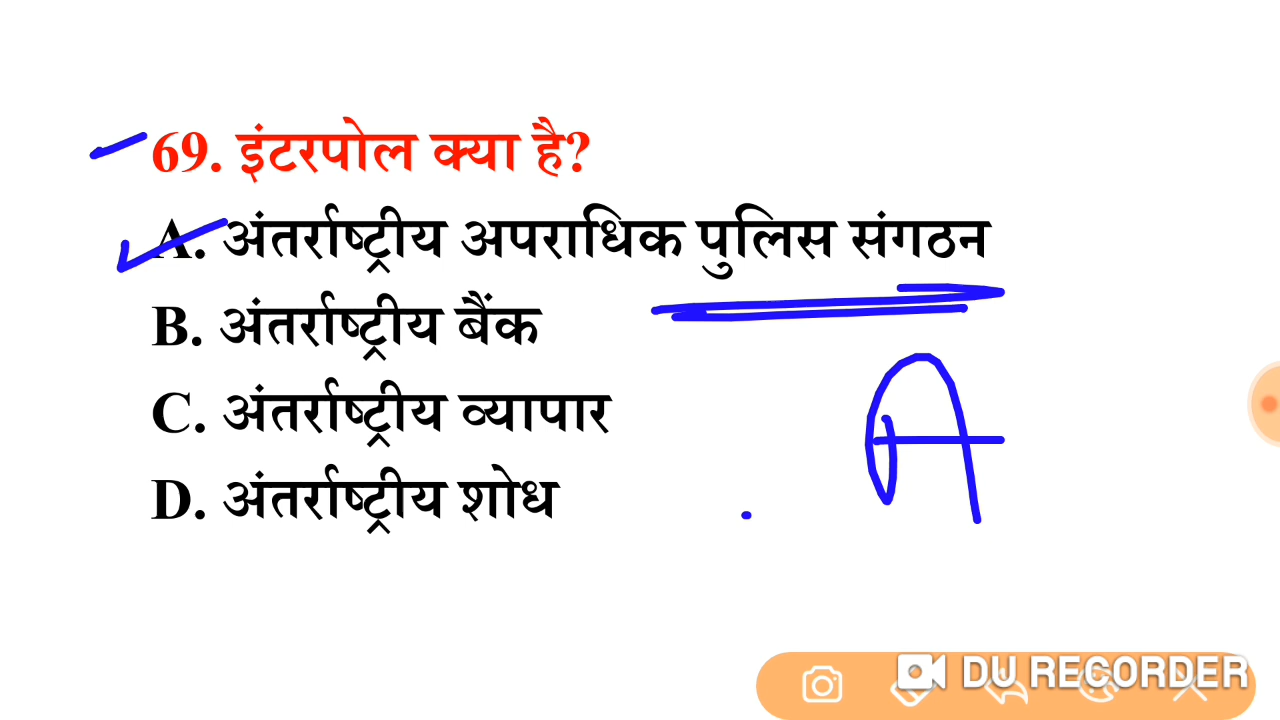 69. इंटरपोल क्या है?
A. अंतर्राष्ट्रीय अपराधिक पुलिस संगठन
B. अंतर्राष्ट्रीय बैंक
C. अंतर्राष्ट्रीय व्यापार
D. अंतर्राष्ट्रीय शोध
A
DU RECORDER